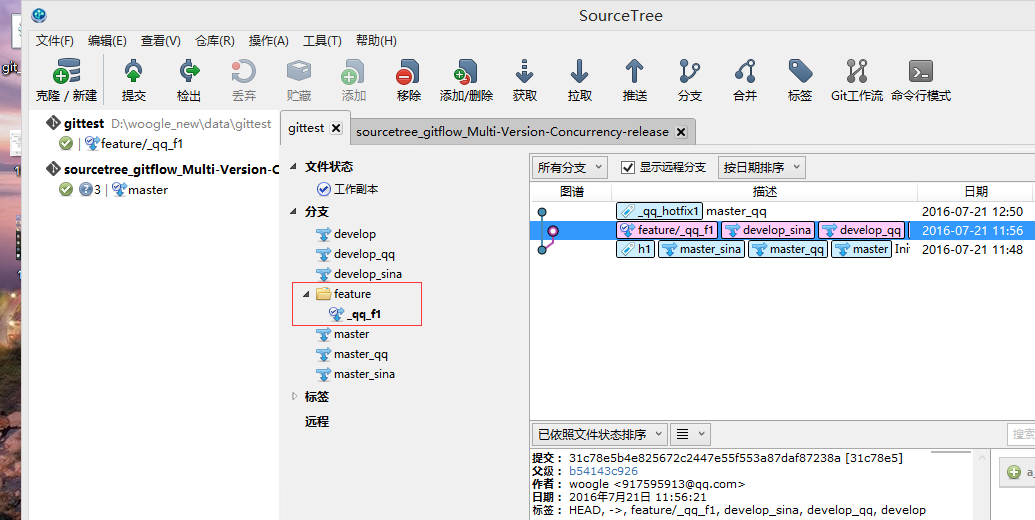 SourceTree
文件(F) 编辑(E) 查看(V) 仓库(R) 操作(A) 工具(T) 帮助(H)
克隆 / 新建 提交 检出 丢弃 贮藏 添加 移除 添加/删除 获取 拉取 推送 分支 合并 标签 Git工作流 命令行模式
gittest D:\woogle_new\data\gittest
feature/_qq_f1
sourcetree_gitflow_Multi-Version-C
3 master
gittest sourcetree_gitflow_Multi-Version-Concurrency-release
文件状态
工作副本
分支
develop
develop_qq
develop_sina
feature
_qq_f1
master
master_qq
master_sina
标签
远程
所有分支 显示远程分支 按日期排序
图谱 描述 日期
_qq_hotfix1 master_qq 2016-07-21 12:50
feature/_qq_f1 develop_sina develop_qq 2016-07-21 11:56
h1 master_sina master_qq master Ini 2016-07-21 11:48
已依照文件状态排序 搜索
提交： 31c78e5b4e825672c2447e55f553a87daf87238a [31c78e5]
父级： b54143c926
作者： woogle <917595913@qq.com>
日期： 2016年7月21日 11:56:21
标签： HEAD, ->, feature/_qq_f1, develop_sina, develop_qq, develop